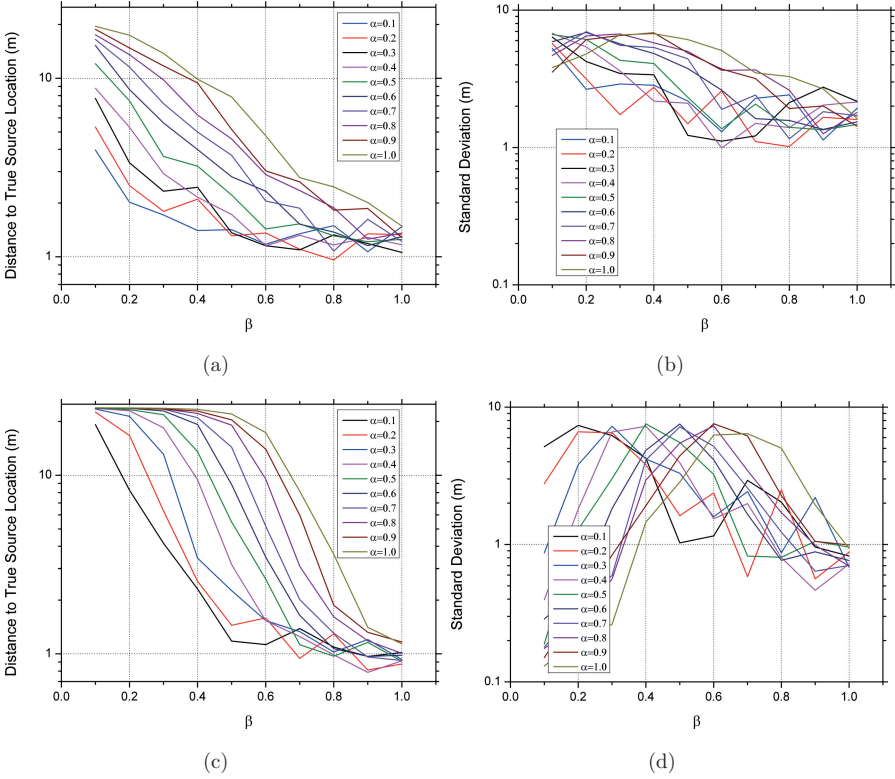 Distance to True Source Location (m)
10
1
0.0
0.2
0.4
0.6
0.8
1.0
β
α=0.1
α=0.2
α=0.3
α=0.4
α=0.5
α=0.6
α=0.7
α=0.8
α=0.9
α=1.0
(a)
Standard Deviation (m)
10
1
0.1
0.0
0.2
0.4
0.6
0.8
1.0
β
α=0.1
α=0.2
α=0.3
α=0.4
α=0.5
α=0.6
α=0.7
α=0.8
α=0.9
α=1.0
(b)
Distance to True Source Location (m)
10
1
0.0
0.2
0.4
0.6
0.8
1.0
β
α=0.1
α=0.2
α=0.3
α=0.4
α=0.5
α=0.6
α=0.7
α=0.8
α=0.9
α=1.0
(c)
Standard Deviation (m)
10
1
0.1
0.0
0.2
0.4
0.6
0.8
1.0
β
α=0.1
α=0.2
α=0.3
α=0.4
α=0.5
α=0.6
α=0.7
α=0.8
α=0.9
α=1.0
(d)